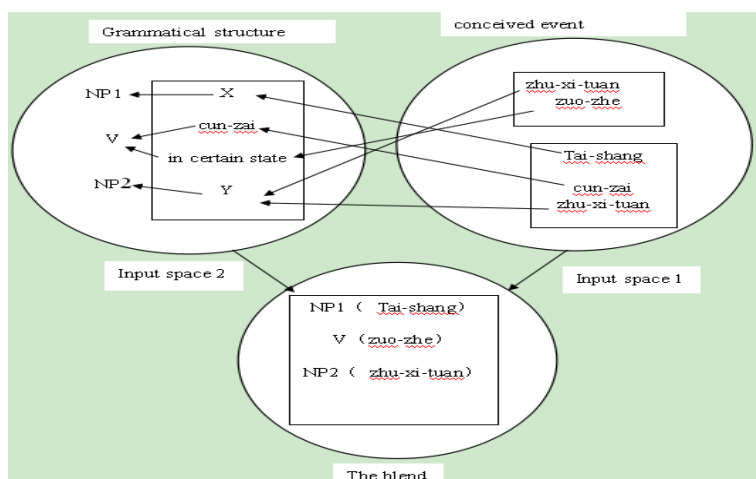 Grammatical structure
conceived event
NP1
X
V
cun-zai
in certain state
NP2
Y
zhu-xi-tuan
zuo-zhe
Tai-shang
cun-zai
zhu-xi-tuan
Input space 2
Input space 1
NP1 ( Tai-shang)
V (zuo-zhe)
NP2 ( zhu-xi-tuan)
The blend